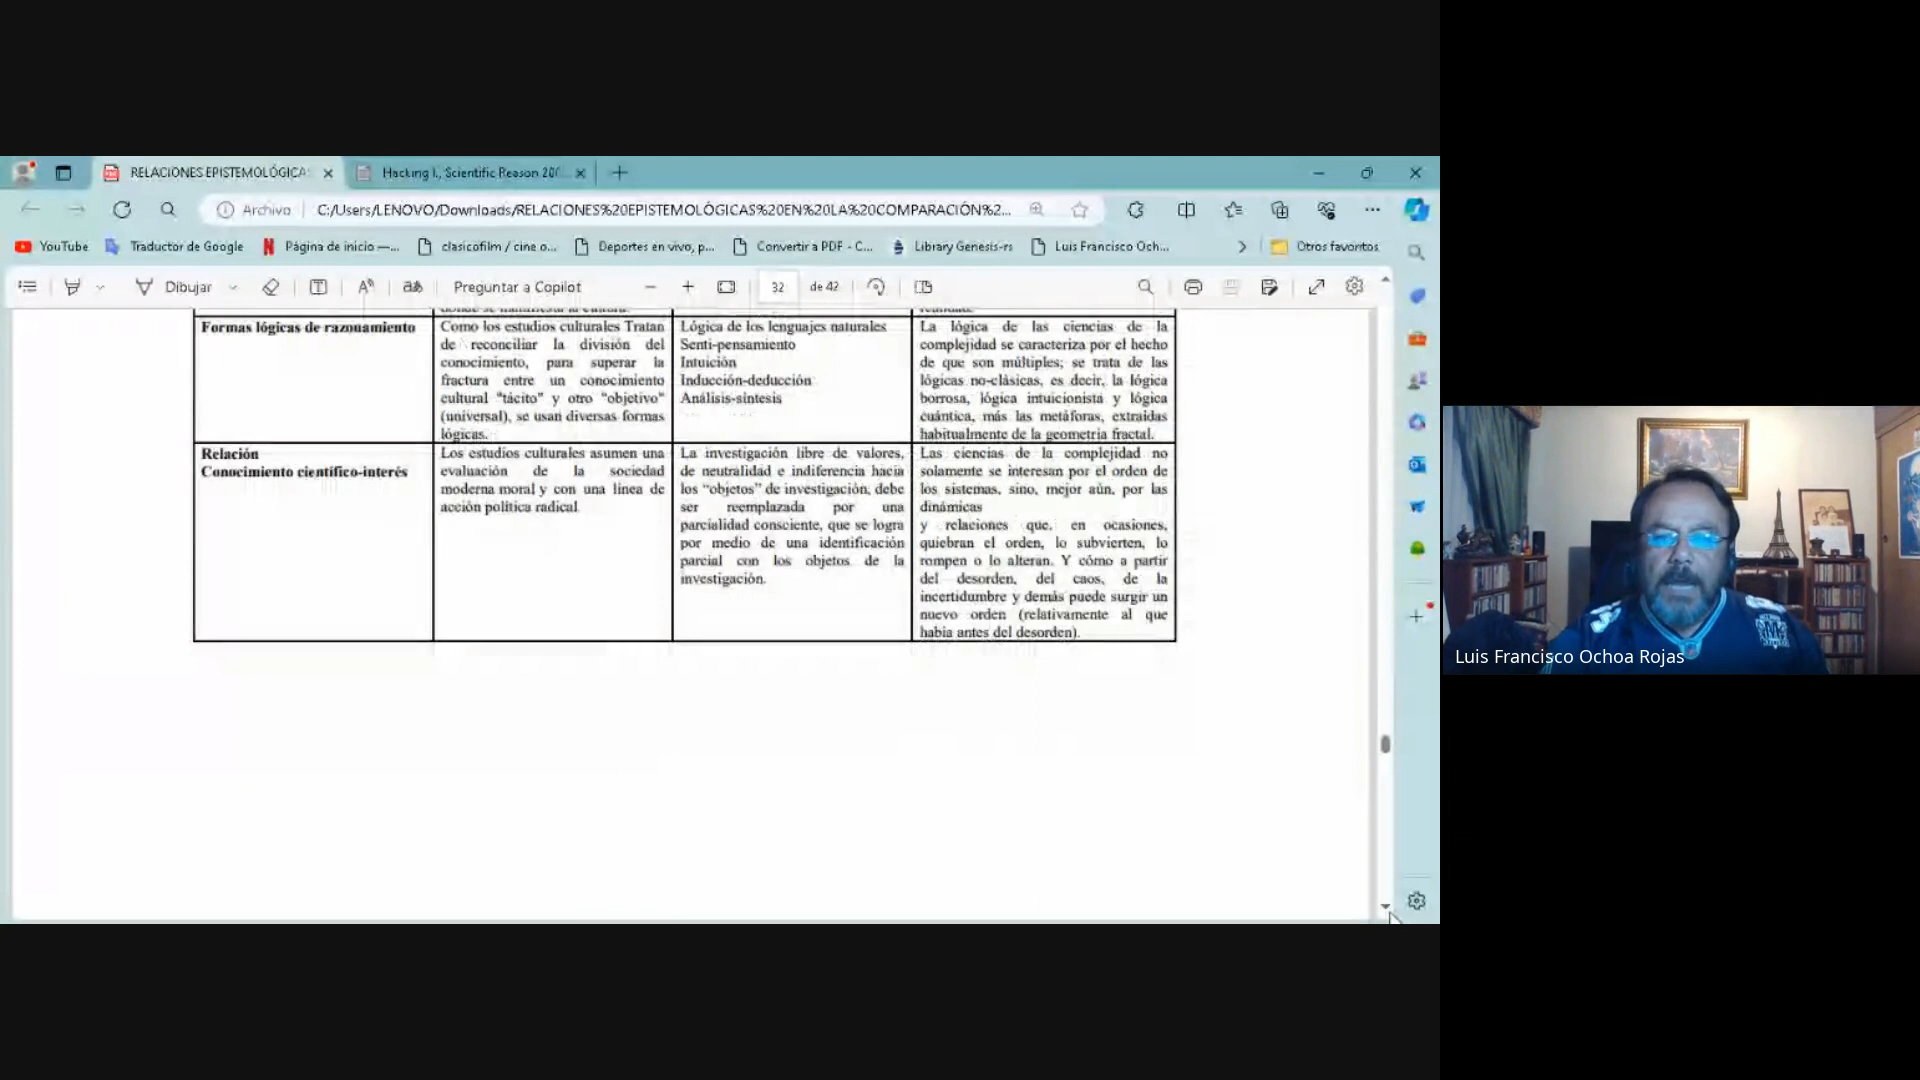 RELACIONES EPISTEMOLÓGICA
Hacking I., Scientific Reason 200
Archivo
C:/Users/LENOVO/Downloads/RELACIONES%20EPISTEMOLÓGICAS%20EN%20LA%20COMPARACIÓN%2...
YouTube
Traductor de Google
Página de inicio —...
clasicofilm / cine o...
Deportes en vivo, p...
Convertir a PDF - C...
Library Genesis-rs
Luis Francisco Och...
Otros favoritos
Dibujar
Preguntar a Copilot
32 de 42
Formas lógicas de razonamiento
Como los estudios culturales Tratan
de reconciliar la división del
conocimiento, para superar la
fractura entre un conocimiento
cultural "tácito" y otro "objetivo"
(universal), se usan diversas formas
lógicas.
Lógica de los lenguajes naturales
Senti-pensamiento
Intuición
Inducción-deducción
Análisis-síntesis
La lógica de las ciencias de la
complejidad se caracteriza por el hecho
de que son múltiples; se trata de las
lógicas no-clásicas, es decir, la lógica
borrosa, lógica intuicionista y lógica
cuántica, más las metáforas, extraídas
habitualmente de la geometría fractal.
Relación
Conocimiento científico-interés
Los estudios culturales asumen una
evaluación de la sociedad
moderna moral y con una línea de
acción política radical
La investigación libre de valores,
de neutralidad e indiferencia hacia
los "objetos" de investigación, debe
ser reemplazada por una
parcialidad consciente, que se logra
por medio de una identificación
parcial con los objetos de la
investigación.
Las ciencias de la complejidad no
solamente se interesan por el orden de
los sistemas, sino, mejor aún, por las
dinámicas
y relaciones que, en ocasiones,
quiebran el orden, lo subvierten, lo
rompen o lo alteran. Y cómo a partir
del desorden, del caos, de la
incertidumbre y demás puede surgir un
nuevo orden (relativamente al que
había antes del desorden).
Luis Francisco Ochoa Rojas